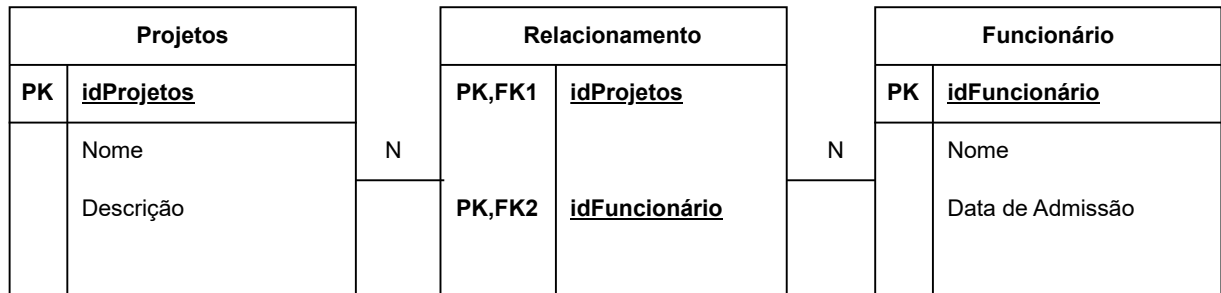 Projetos
PK idProjetos
Nome
Descrição
N
Relacionamento
PK,FK1 idProjetos
PK,FK2 idFuncionário
N
Funcionário
PK idFuncionário
Nome
Data de Admissão